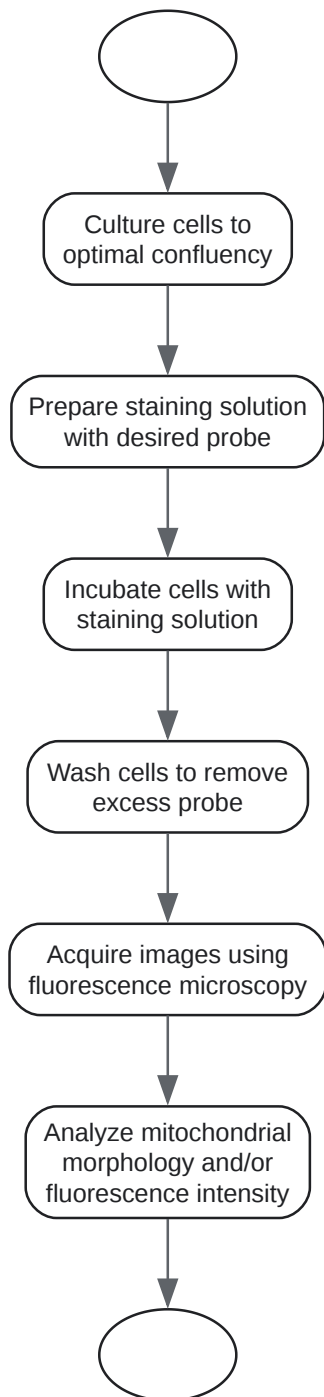 Culture cells to
optimal confluency
Prepare staining solution
with desired probe
Incubate cells with
staining solution
Wash cells to remove
excess probe
Acquire images using
fluorescence microscopy
Analyze mitochondrial
morphology and/or
fluorescence intensity